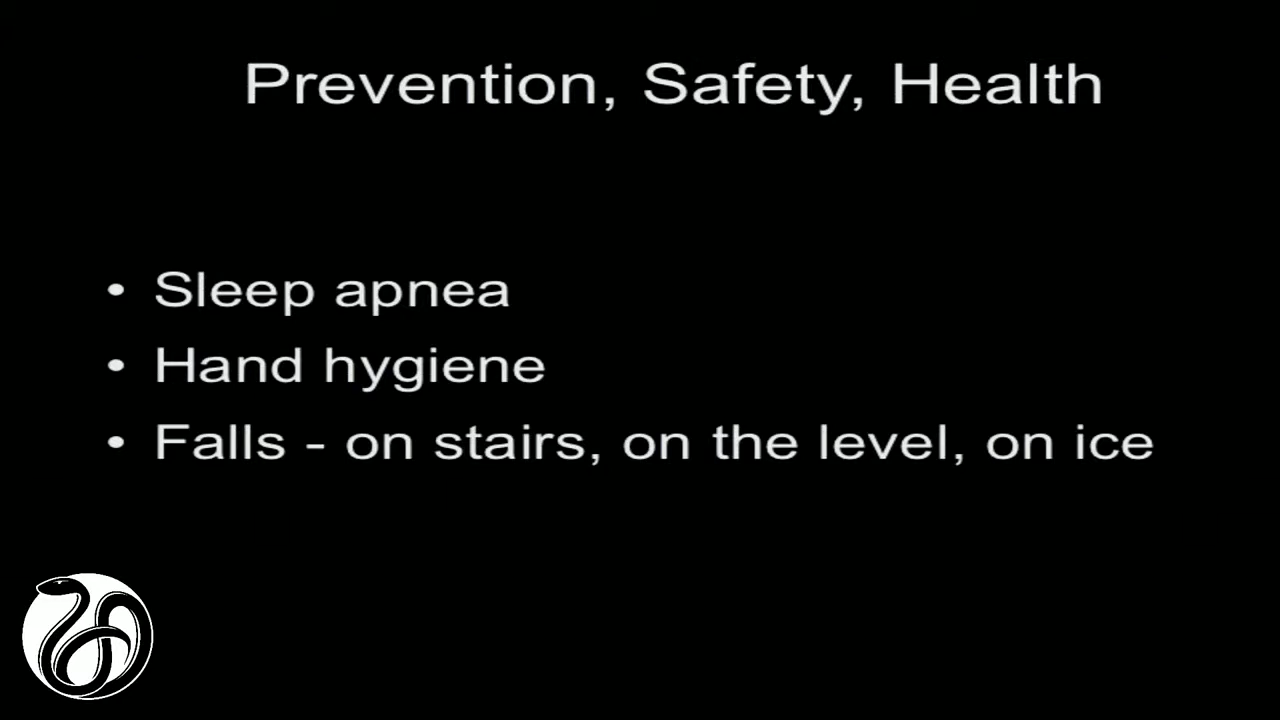 Prevention, Safety, Health
• Sleep apnea
• Hand hygiene
• Falls - on stairs, on the level, on ice